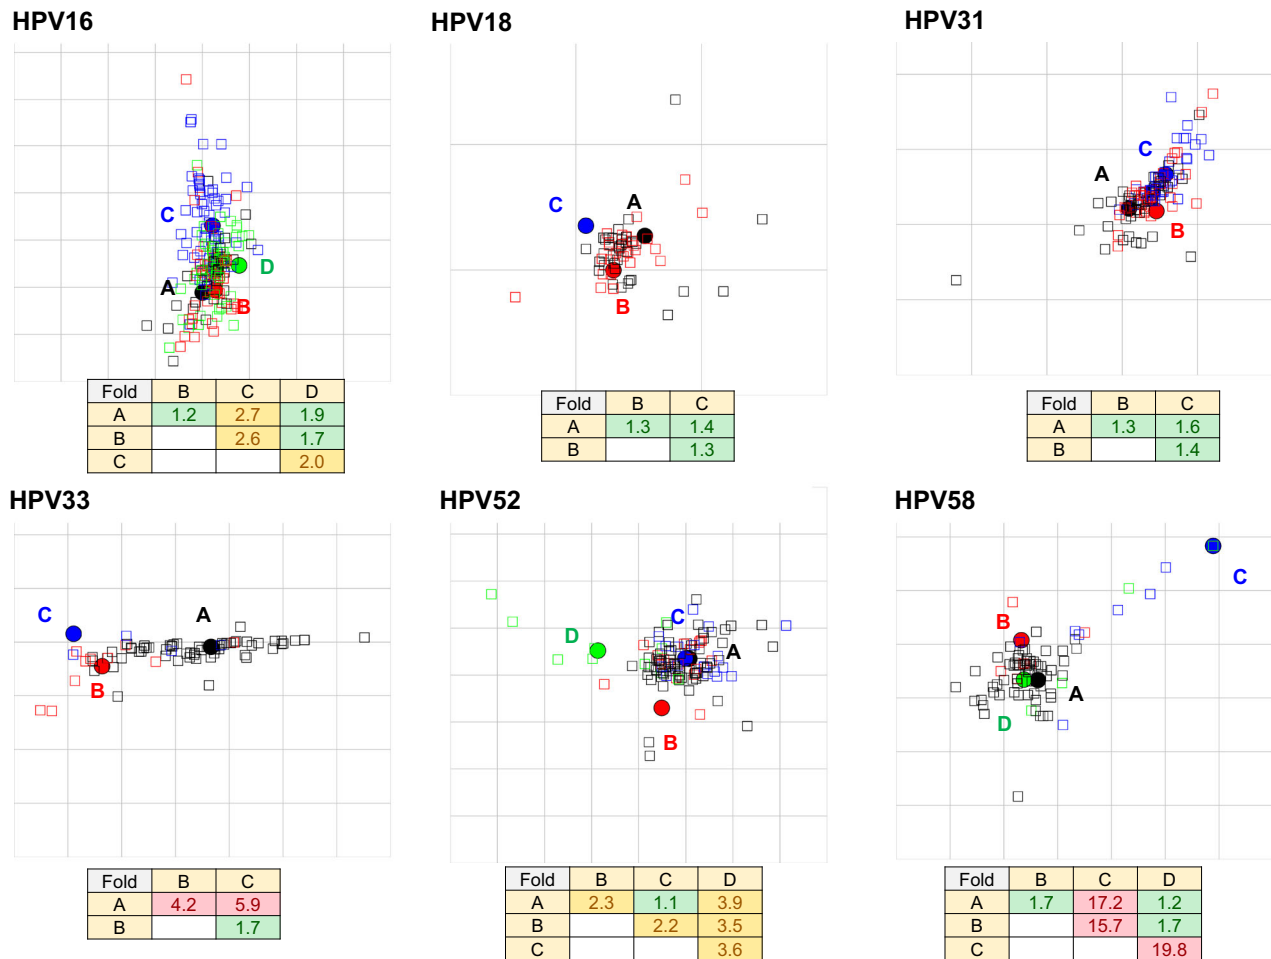 HPV16
HPV18
HPV31
C
D
A
B
C
A
B
C
A
B
Fold B C D
A 1.2 2.7 1.9
B 2.6 1.7
C 2.0
Fold B C
A 1.3 1.4
B 1.3
Fold B C
A 1.3 1.6
B 1.4
HPV33
HPV52
HPV58
C
A
B
C
D
A
B
B
C
A
D
Fold B C
A 4.2 5.9
B 1.7
Fold B C D
A 2.3 1.1 3.9
B 2.2 3.5
C 3.6
Fold B C D
A 1.7 17.2 1.2
B 15.7 1.7
C 19.8